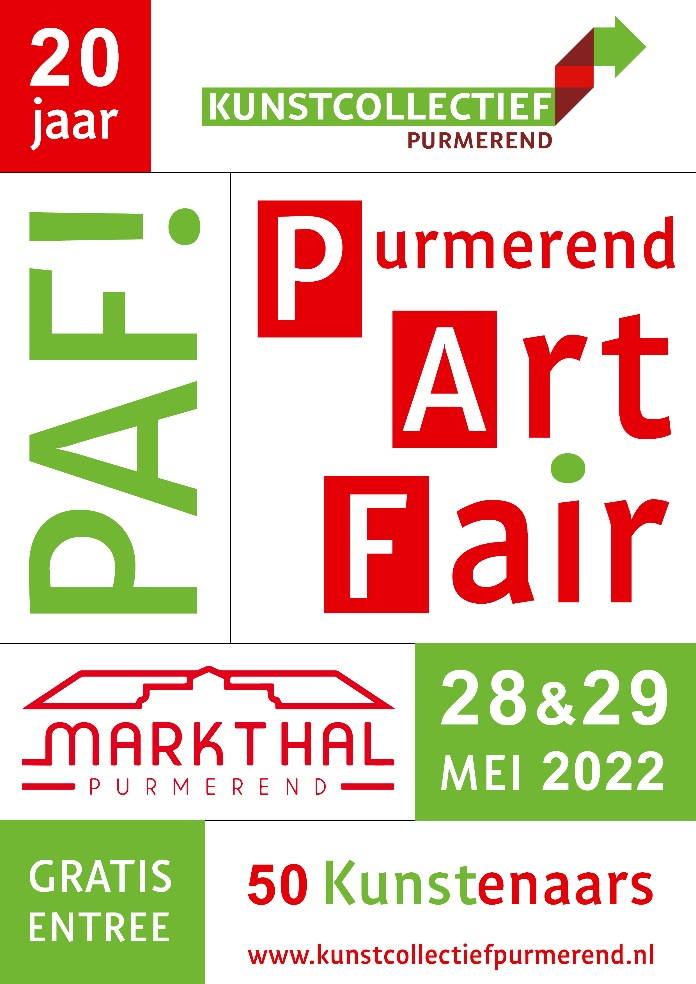 20
jaar
KUNSTCOLLECTIEF
PURMEREND
PAF!
Purmerend
Art
Fair
MARKTHAL
PURMEREND
28&29
MEI 2022
GRATIS
ENTREE
50 Kunstenaars
www.kunstcollectiefpurmerend.nl